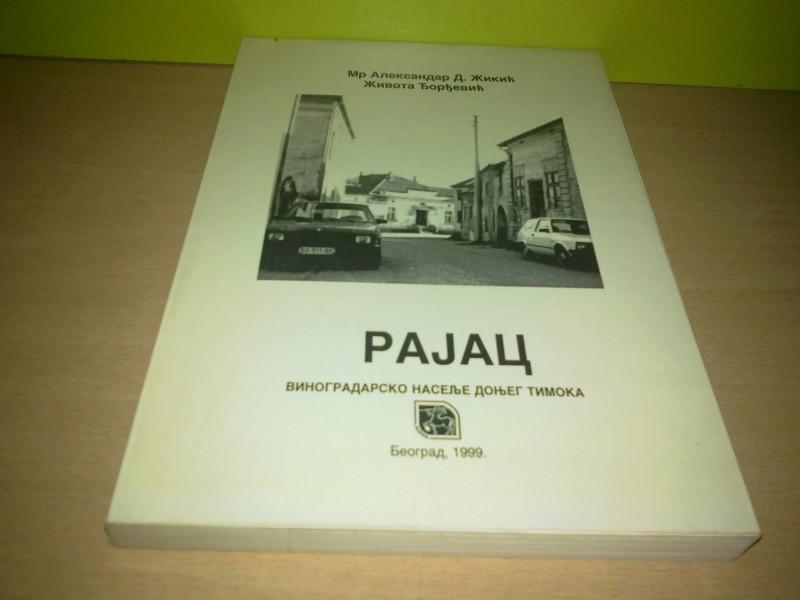 Мр Александар Д. Жикић
Живота Ђорђевић
РАЈАЦ
ВИНОГРАДАРСКО НАСЕЉЕ ДОЊЕГ ТИМОКА
Београд, 1999.